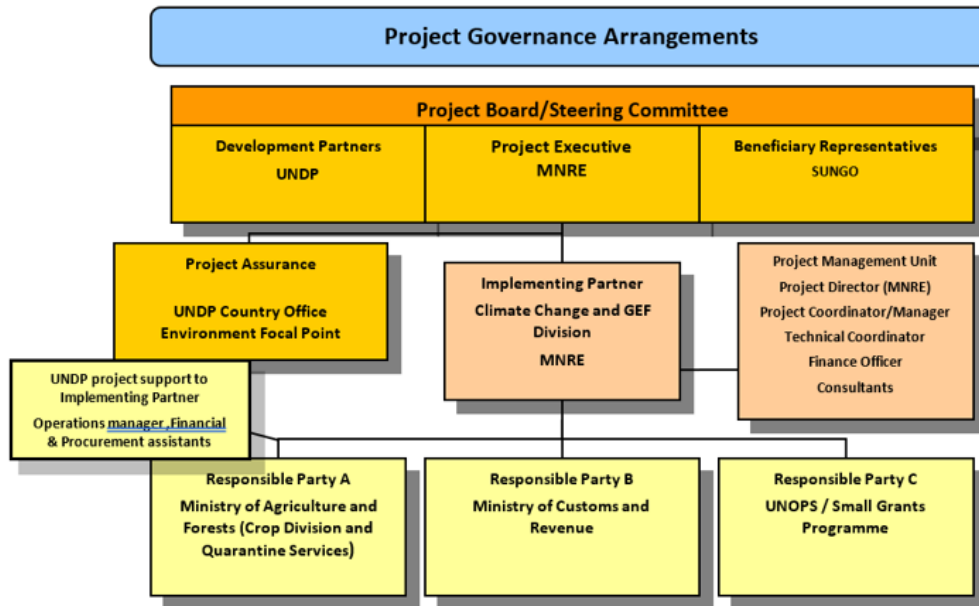 Project Governance Arrangements
Project Board/Steering Committee
Development Partners
UNDP
Project Executive
MNRE
Beneficiary Representatives
SUNGO
Project Assurance
UNDP Country Office
Environment Focal Point
Implementing Partner
Climate Change and GEF
Division
MNRE
Project Management Unit
Project Director (MNRE)
Project Coordinator/Manager
Technical Coordinator
Finance Officer
Consultants
UNDP project support to
Implementing Partner
Operations manager ,Financial
& Procurement assistants
Responsible Party A
Ministry of Agriculture and
Forests (Crop Division and
Quarantine Services)
Responsible Party B
Ministry of Customs and
Revenue
Responsible Party C
UNOPS / Small Grants
Programme